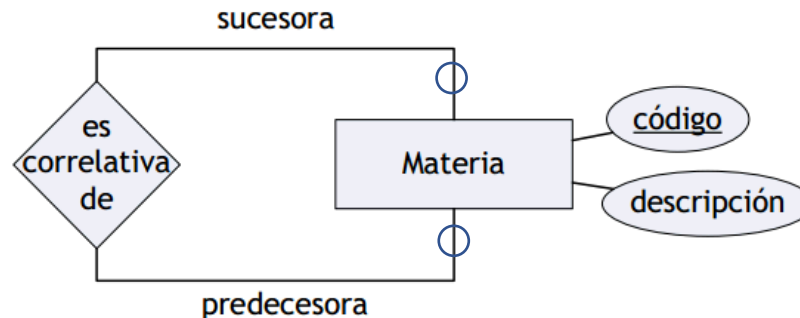 sucesora
es
correlativa
de
Materia
código
descripción
predecesora